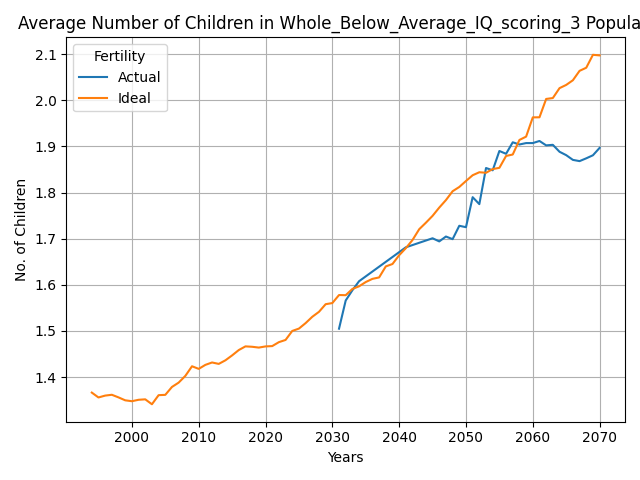 Average Number of Children in Whole_Below_Average_IQ_scoring_3 Popula
Fertility
Actual
Ideal
No. of Children
2.1
2.0
1.9
1.8
1.7
1.6
1.5
1.4
2000 2010 2020 2030 2040 2050 2060 2070
Years